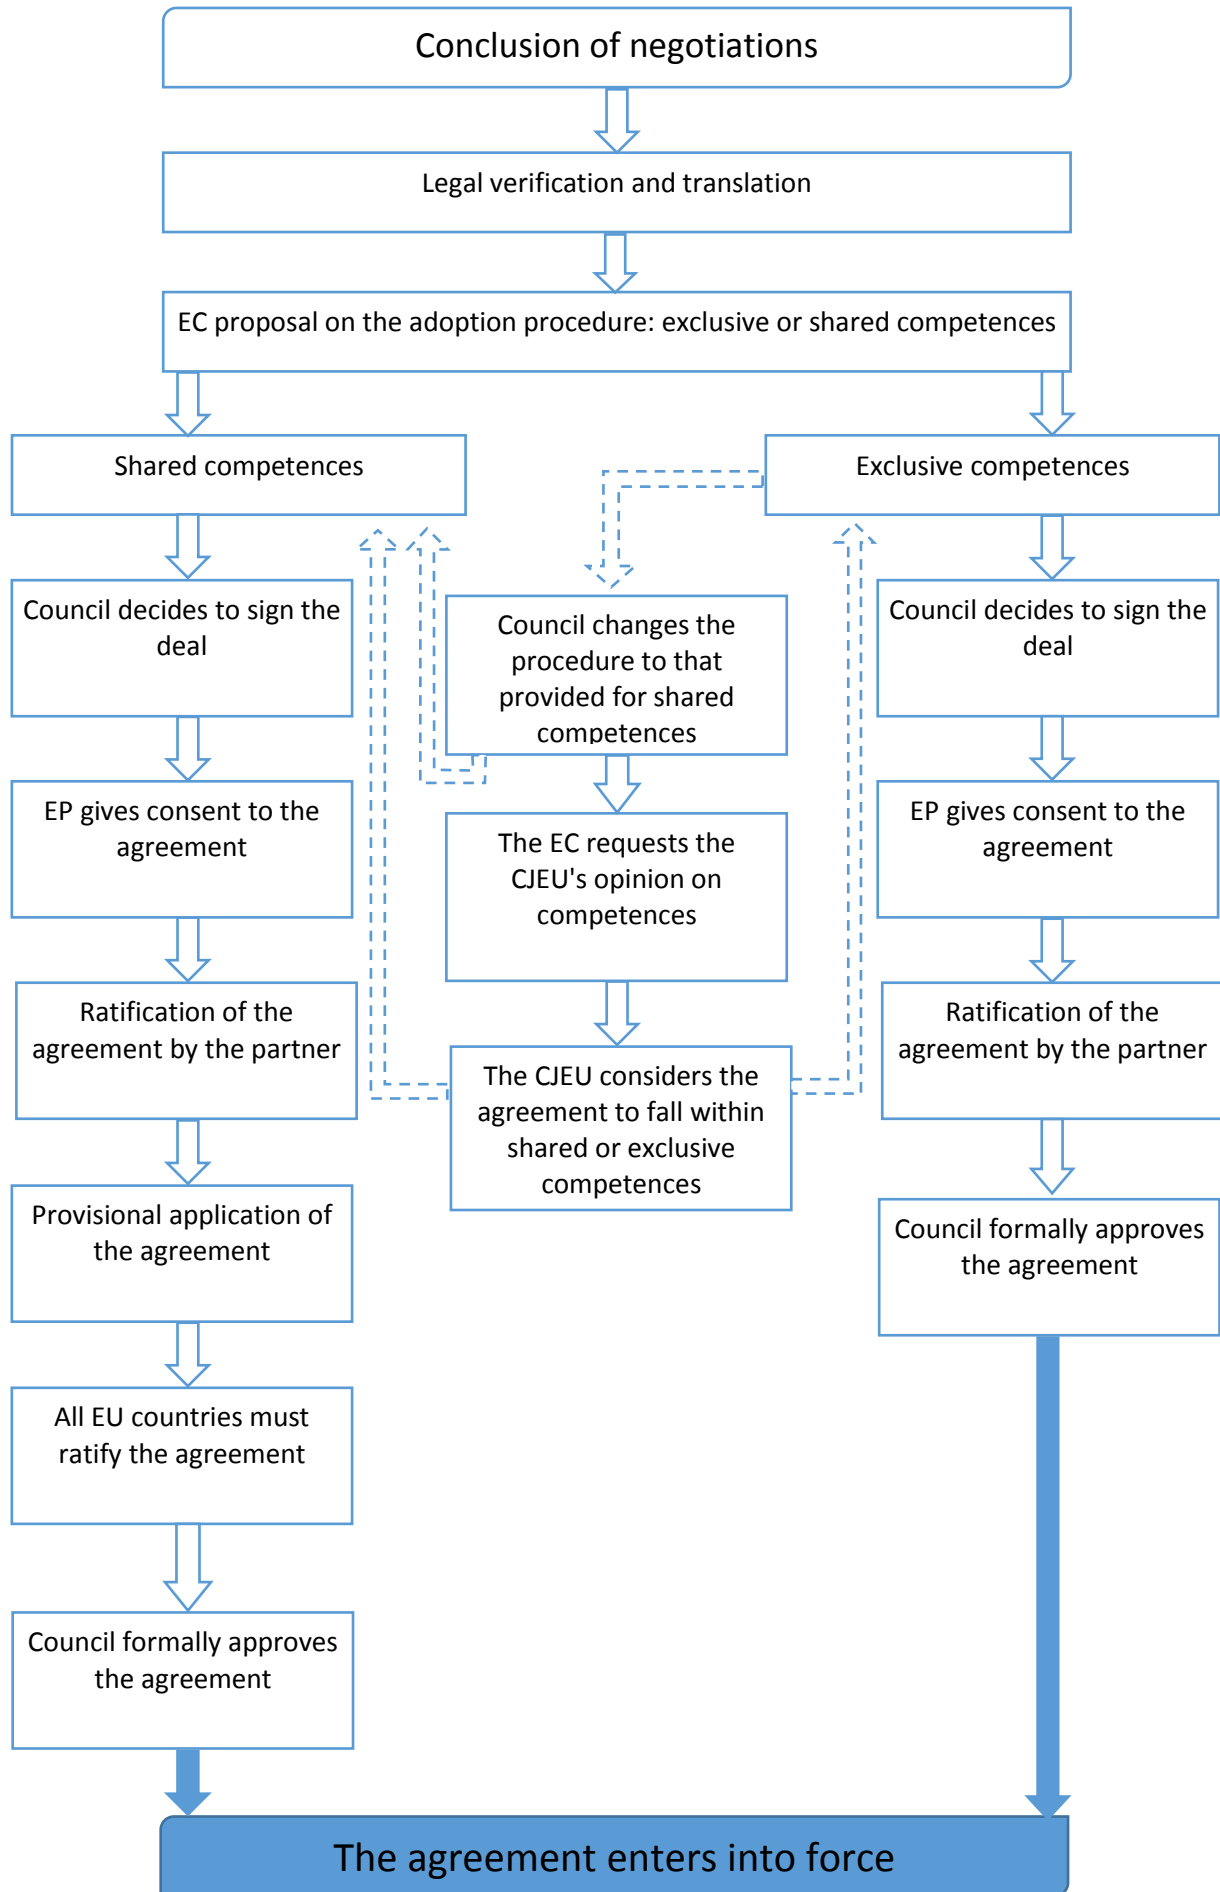 Conclusion of negotiations
Legal verification and translation
EC proposal on the adoption procedure: exclusive or shared competences
Shared competences
Exclusive competences
Council decides to sign the
deal
Council changes the
procedure to that
provided for shared
competences
Council decides to sign the
deal
EP gives consent to the
agreement
The EC requests the
CJEU's opinion on
competences
EP gives consent to the
agreement
Ratification of the
agreement by the partner
The CJEU considers the
agreement to fall within
shared or exclusive
competences
Ratification of the
agreement by the partner
Provisional application of
the agreement
Council formally approves
the agreement
All EU countries must
ratify the agreement
Council formally approves
the agreement
The agreement enters into force